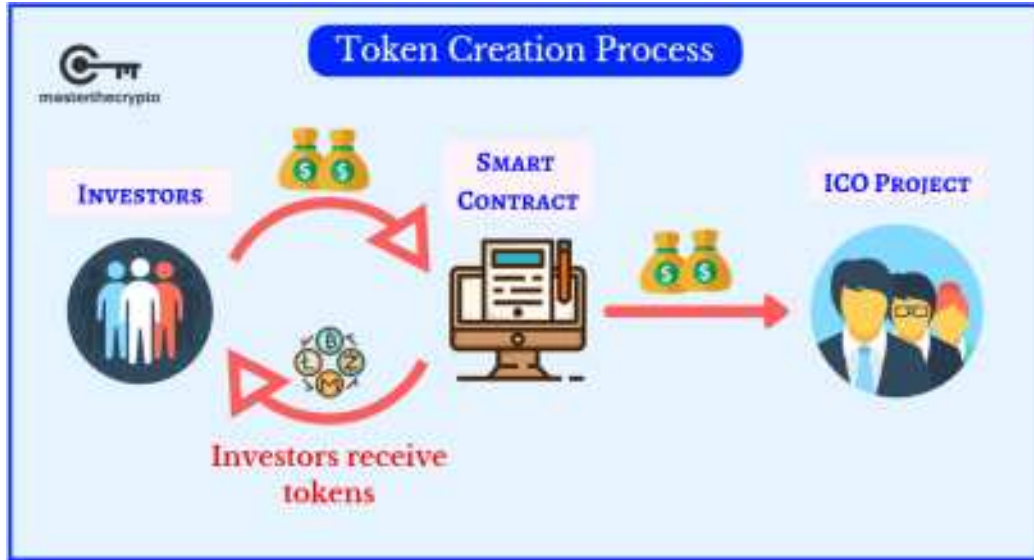 Token Creation Process
masterthecrypto
INVESTORS
SMART
CONTRACT
ICO PROJECT
Investors receive
tokens